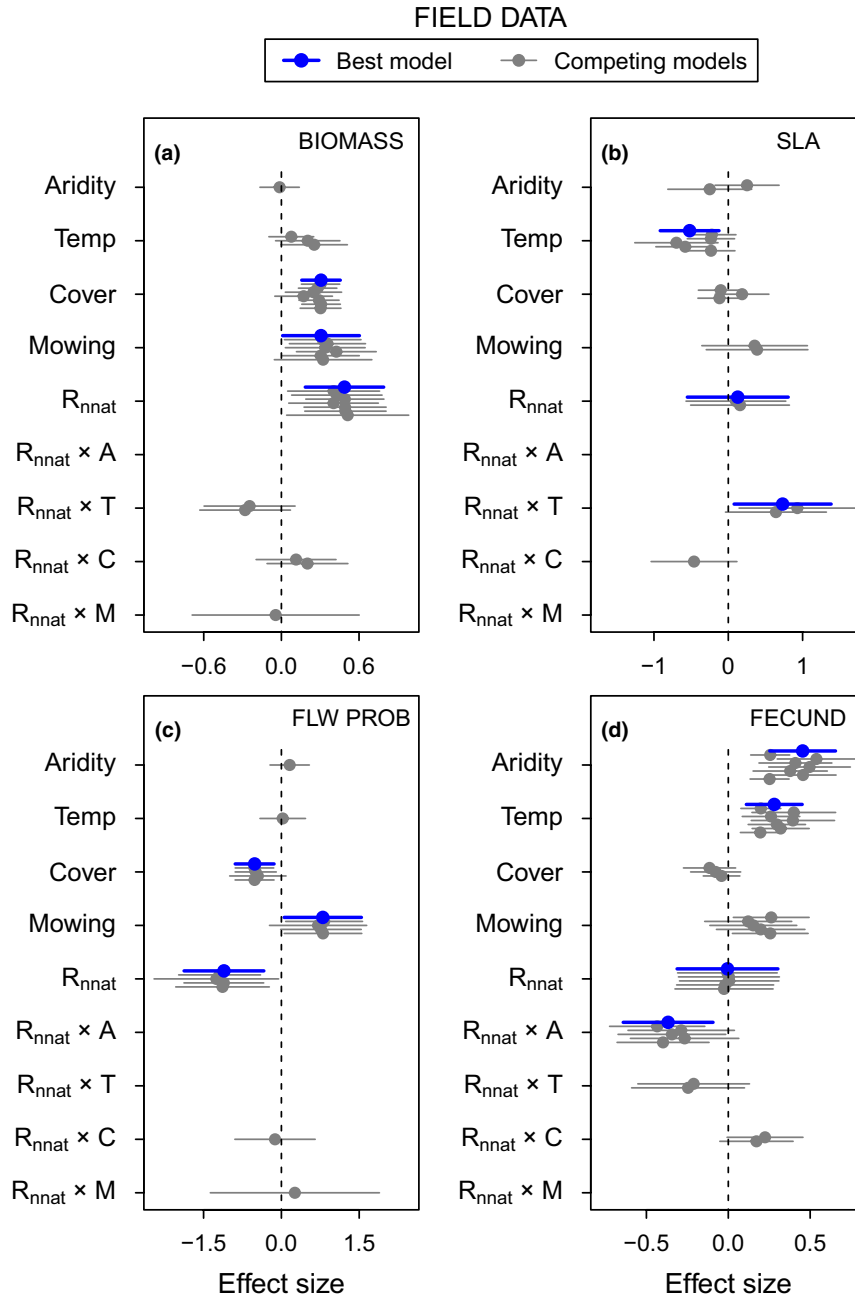 FIELD DATA
Best model
Competing models
(a)
BIOMASS
Aridity
Temp
Cover
Mowing
Rnnat
Rnnat × A
Rnnat × T
Rnnat × C
Rnnat × M
−0.6
0.0
0.6
(b)
SLA
Aridity
Temp
Cover
Mowing
Rnnat
Rnnat × A
Rnnat × T
Rnnat × C
Rnnat × M
−1
0
1
(c)
FLW PROB
Aridity
Temp
Cover
Mowing
Rnnat
Rnnat × A
Rnnat × T
Rnnat × C
Rnnat × M
−1.5
0.0
1.5
Effect size
(d)
FECUND
Aridity
Temp
Cover
Mowing
Rnnat
Rnnat × A
Rnnat × T
Rnnat × C
Rnnat × M
−0.5
0.0
0.5
Effect size